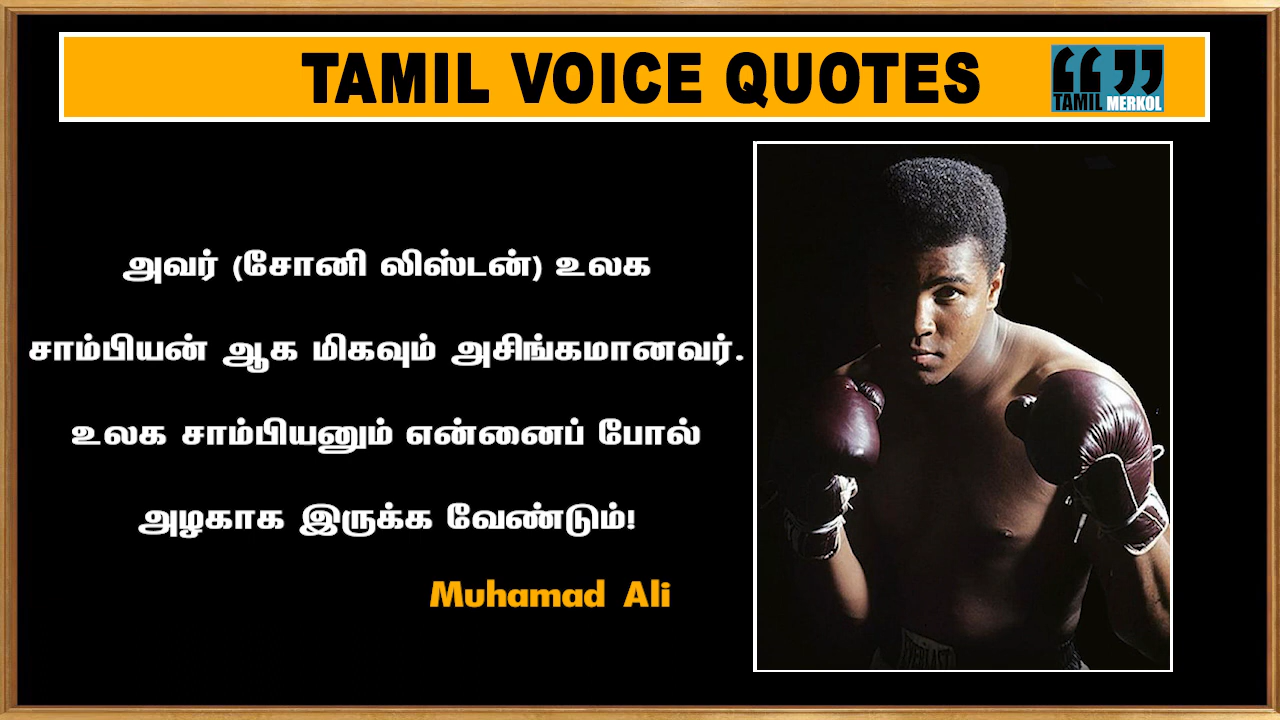 TAMIL VOICE QUOTES
TAMIL MERKOL
அவர் (சோனி லிஸ்டன்) உலக
சாம்பியன் ஆக மிகவும் அசிங்கமானவர்.
உலக சாம்பியனும் என்னைப் போல்
அழகாக இருக்க வேண்டும்!
Muhamad Ali
EVERLAST